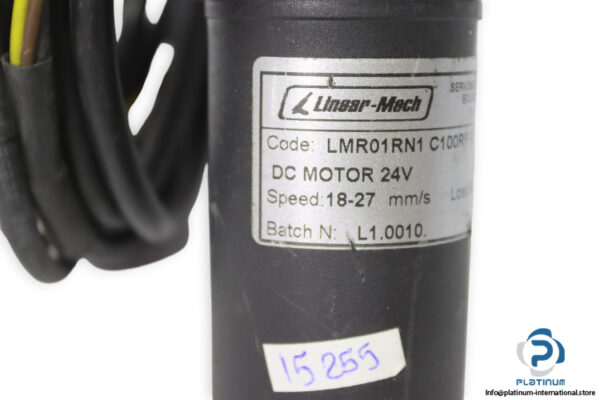 Linear-Mech
Code: LMR01RN1 C100RF
DC MOTOR 24V
Speed: 18-27 mm/s
Batch N: L1.0010.
15255
PLATINUM
Info@platinum-international.store